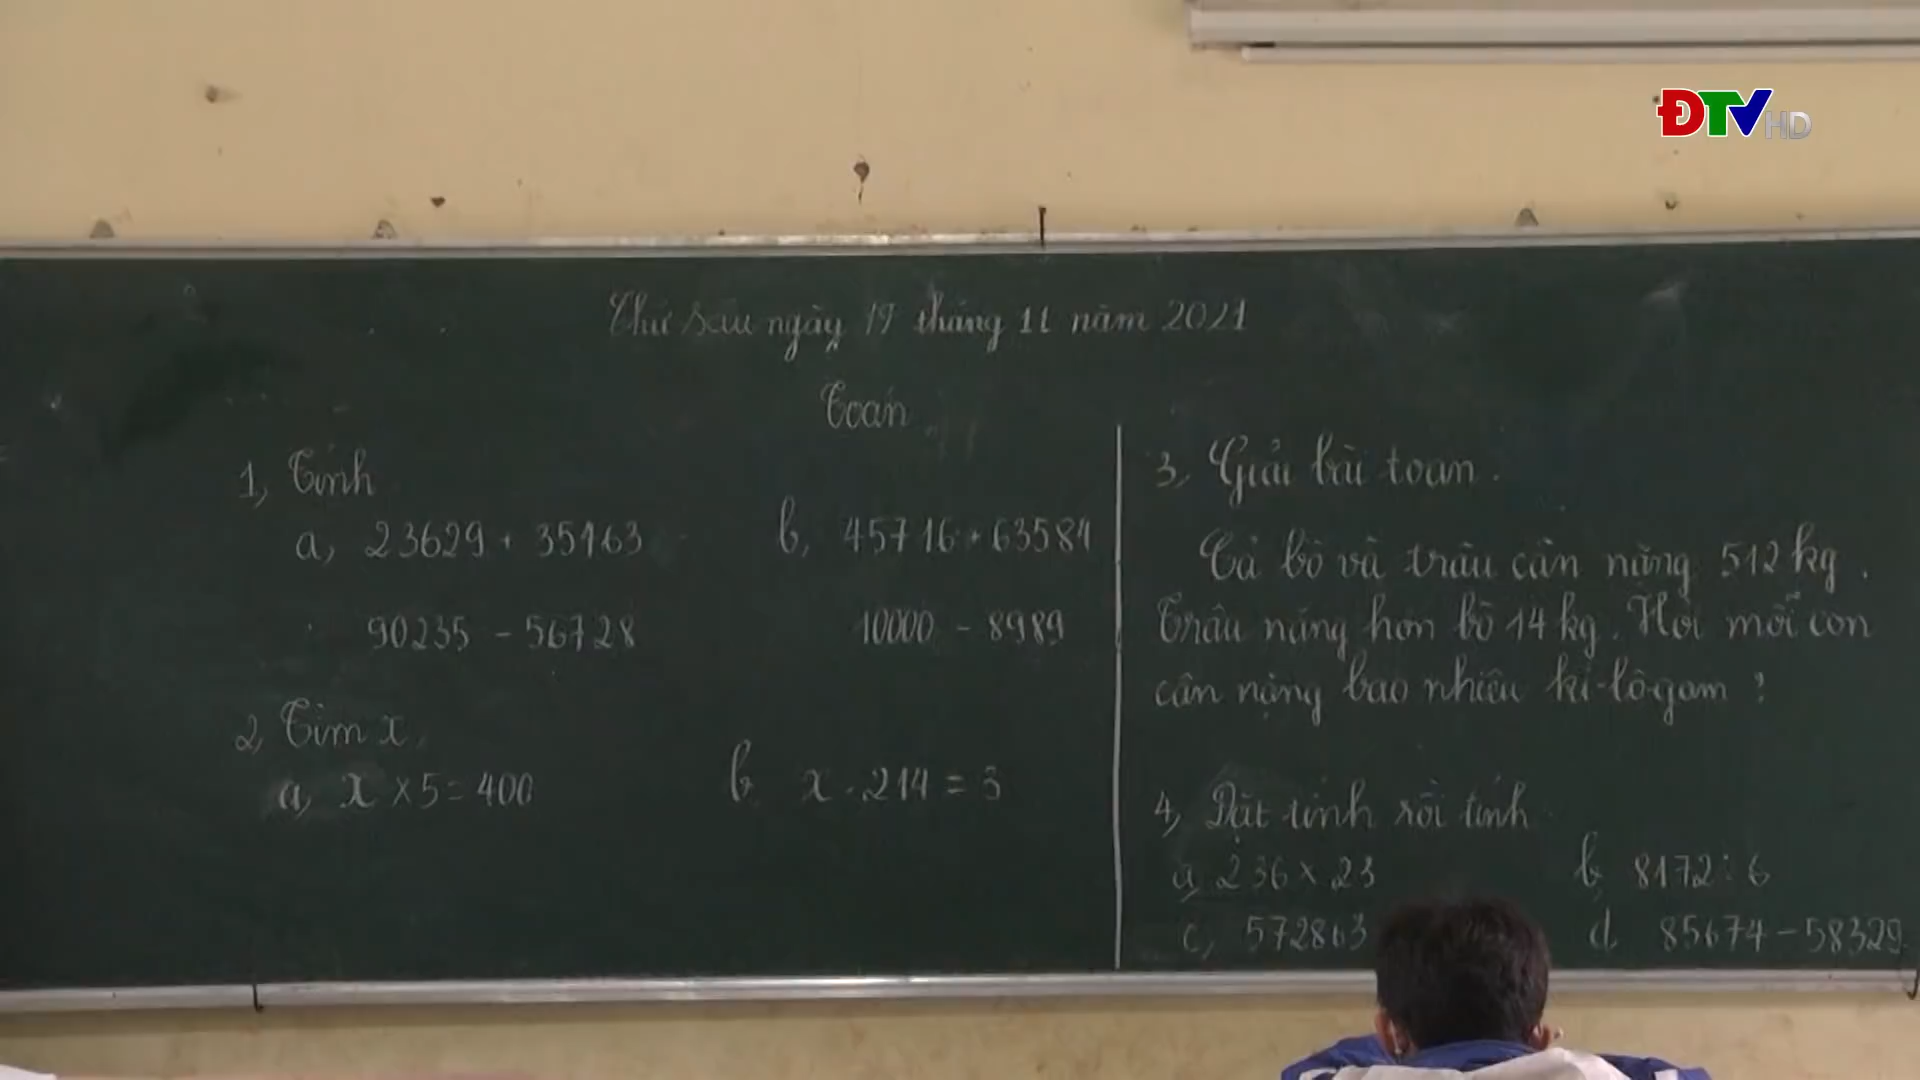 ĐTV HD
Thứ sáu ngày 19 tháng 11 năm 2021
Toán
1, Tính
a, 23629 + 35463 b, 45716 + 63584
90235 - 56728 10000 - 8989
2, Tìm x
a, x × 5 = 400 b x . 214 = 3
3, Giải bài toán.
Cả bò và trâu cân nặng 512 kg.
Trâu nặng hơn bò 14 kg. Hỏi mỗi con
cân nặng bao nhiêu ki-lô-gam ?
4, Đặt tính rồi tính
a, 236 × 23 b, 8172 : 6
c, 572863 d, 85674 - 58329